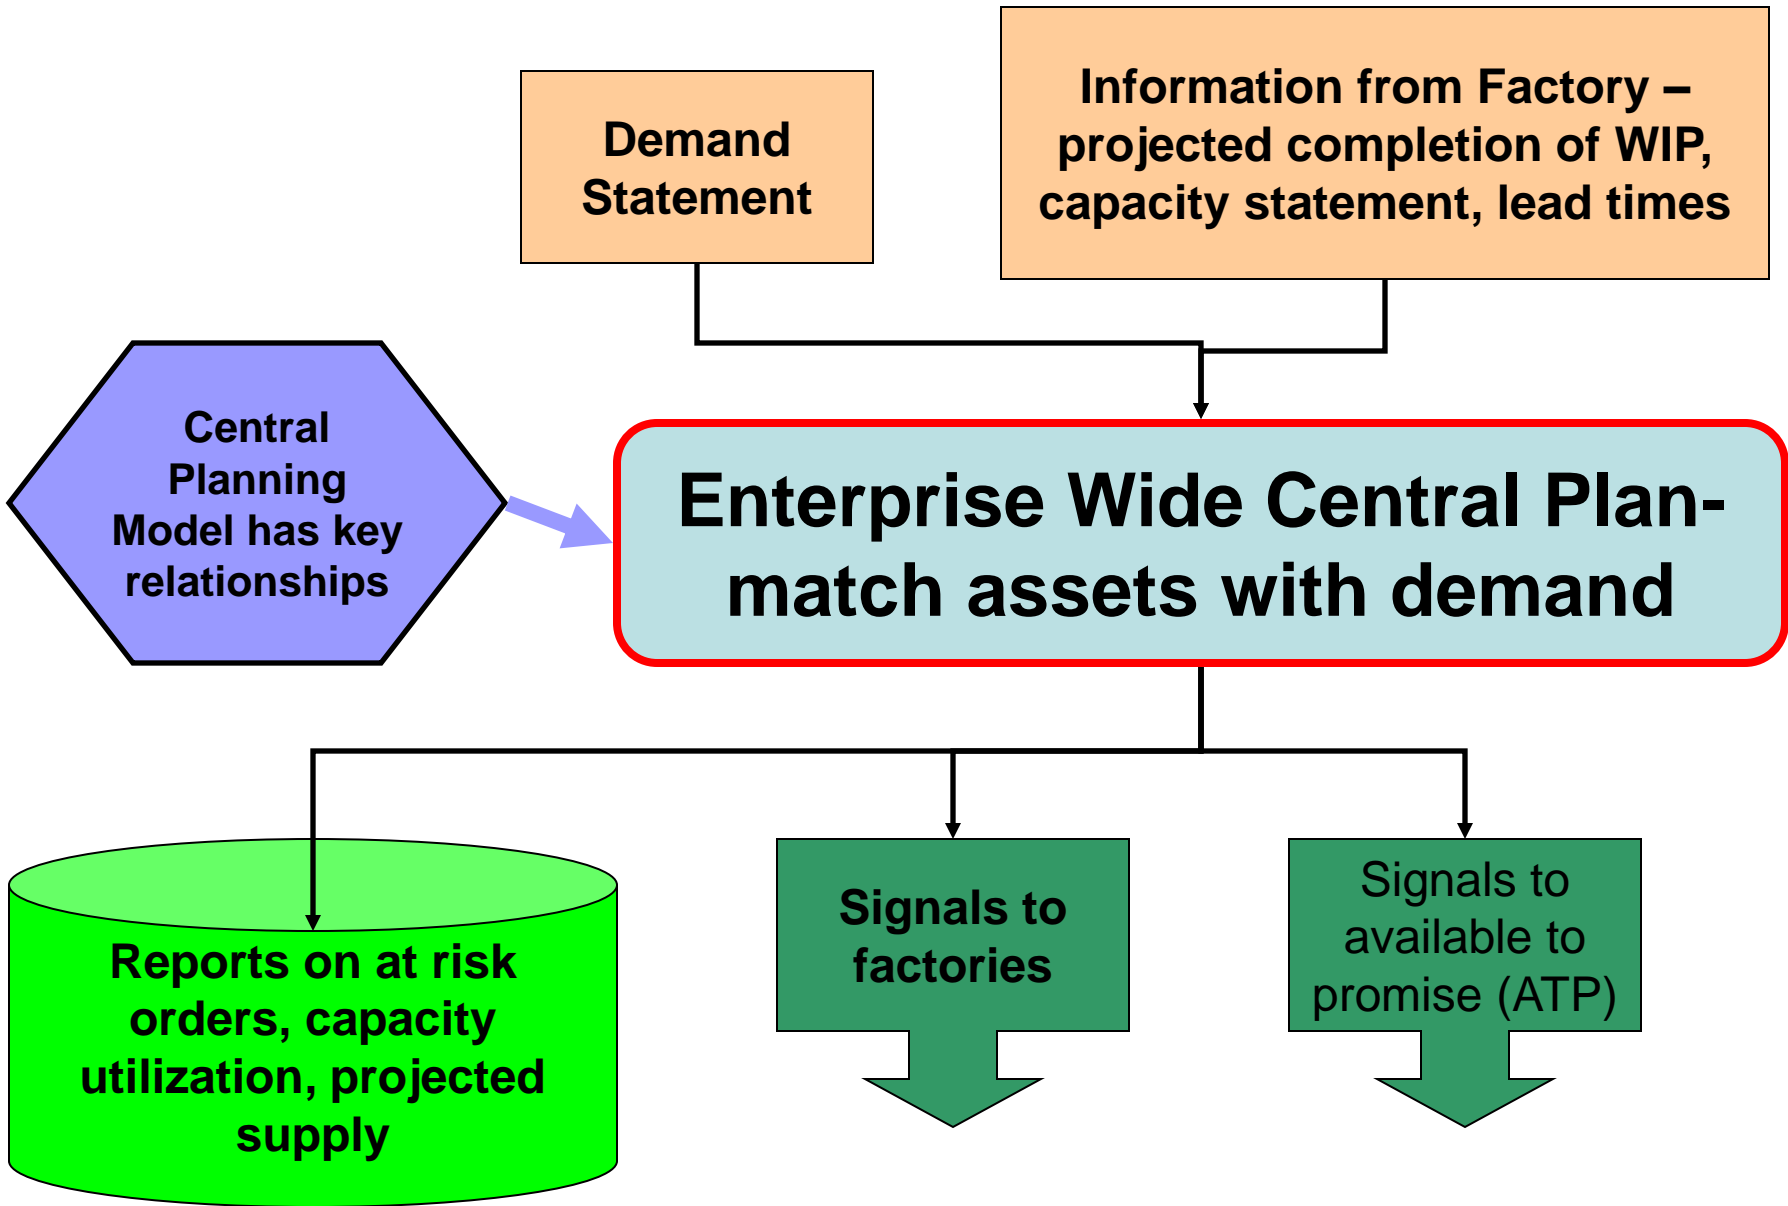 Demand
Statement
Information from Factory –
projected completion of WIP,
capacity statement, lead times
Central
Planning
Model has key
relationships
Enterprise Wide Central Plan-
match assets with demand
Reports on at risk
orders, capacity
utilization, projected
supply
Signals to
factories
Signals to
available to
promise (ATP)